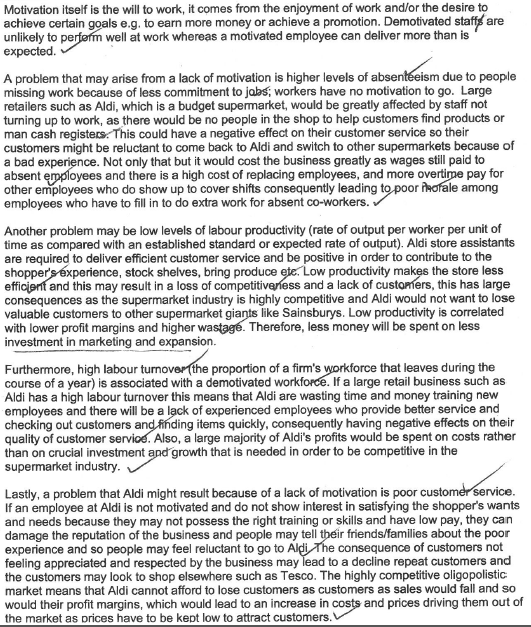 Motivation itself is the will to work, it comes from the enjoyment of work and/or the desire to
achieve certain goals e.g. to earn more money or achieve a promotion. Demotivated staffs are
unlikely to perform well at work whereas a motivated employee can deliver more than is
expected.
A problem that may arise from a lack of motivation is higher levels of absenteeism due to people
missing work because of less commitment to jobs; workers have no motivation to go. Large
retailers such as Aldi, which is a budget supermarket, would be greatly affected by staff not
turning up to work, as there would be no people in the shop to help customers find products or
man cash registers. This could have a negative effect on their customer service so their
customers might be reluctant to come back to Aldi and switch to other supermarkets because of
a bad experience. Not only that but it would cost the business greatly as wages still paid to
absent employees and there is a high cost of replacing employees, and more overtime pay for
other employees who do show up to cover shifts consequently leading to poor morale among
employees who have to fill in to do extra work for absent co-workers.
Another problem may be low levels of labour productivity (rate of output per worker per unit of
time as compared with an established standard or expected rate of output). Aldi store assistants
are required to deliver efficient customer service and be positive in order to contribute to the
shopper's experience, stock shelves, bring produce etc. Low productivity makes the store less
efficient and this may result in a loss of competitiveness and a lack of customers, this has large
consequences as the supermarket industry is highly competitive and Aldi would not want to lose
valuable customers to other supermarket giants like Sainsburys. Low productivity is correlated
with lower profit margins and higher wastage. Therefore, less money will be spent on less
investment in marketing and expansion.
Furthermore, high labour turnover (the proportion of a firm's workforce that leaves during the
course of a year) is associated with a demotivated workforce. If a large retail business such as
Aldi has a high labour turnover this means that Aldi are wasting time and money training new
employees and there will be a lack of experienced employees who provide better service and
checking out customers and finding items quickly, consequently having negative effects on their
quality of customer service. Also, a large majority of Aldi's profits would be spent on costs rather
than on crucial investment and growth that is needed in order to be competitive in the
supermarket industry.
Lastly, a problem that Aldi might result because of a lack of motivation is poor customer service.
If an employee at Aldi is not motivated and do not show interest in satisfying the shopper's wants
and needs because they may not possess the right training or skills and have low pay, they can
damage the reputation of the business and people may tell their friends/families about the poor
experience and so people may feel reluctant to go to Aldi. The consequence of customers not
feeling appreciated and respected by the business may lead to a decline repeat customers and
the customers may look to shop elsewhere such as Tesco. The highly competitive oligopolistic
market means that Aldi cannot afford to lose customers as customers as sales would fall and so
would their profit margins, which would lead to an increase in costs and prices driving them out of
the market as prices have to be kept low to attract customers.